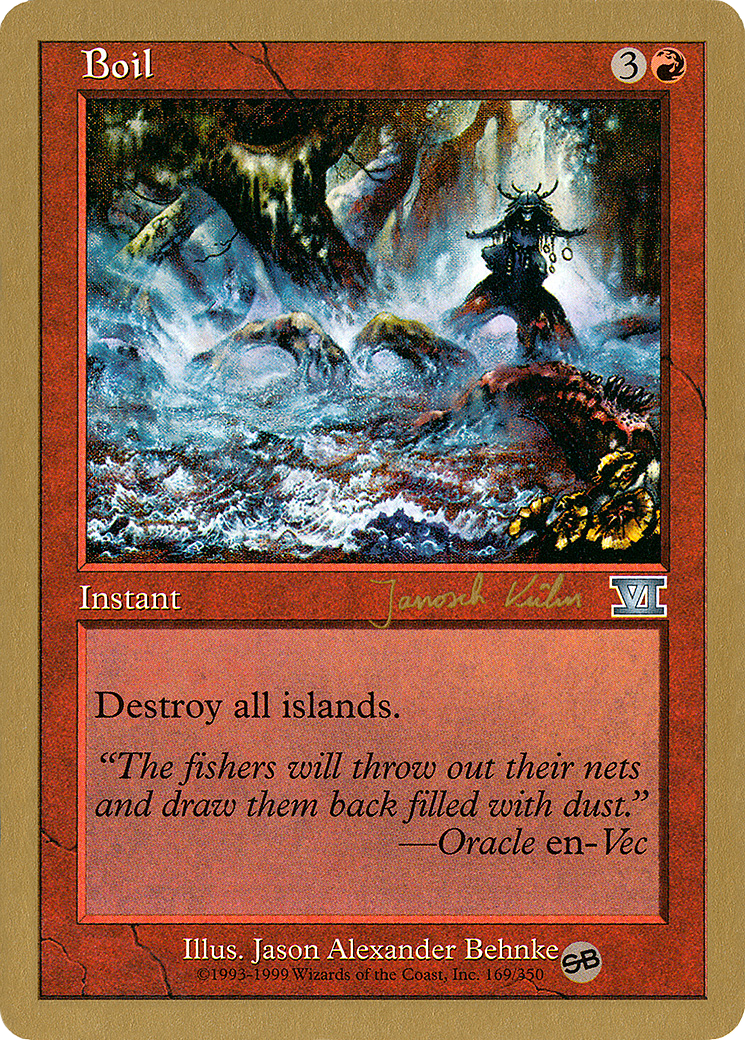 Boil 3
Instant Janosch Kühn VI
Destroy all islands.
“The fishers will throw out their nets
and draw them back filled with dust.”
—Oracle en-Vec
Illus. Jason Alexander Behnke SB
©1993-1999 Wizards of the Coast, Inc. 169/350